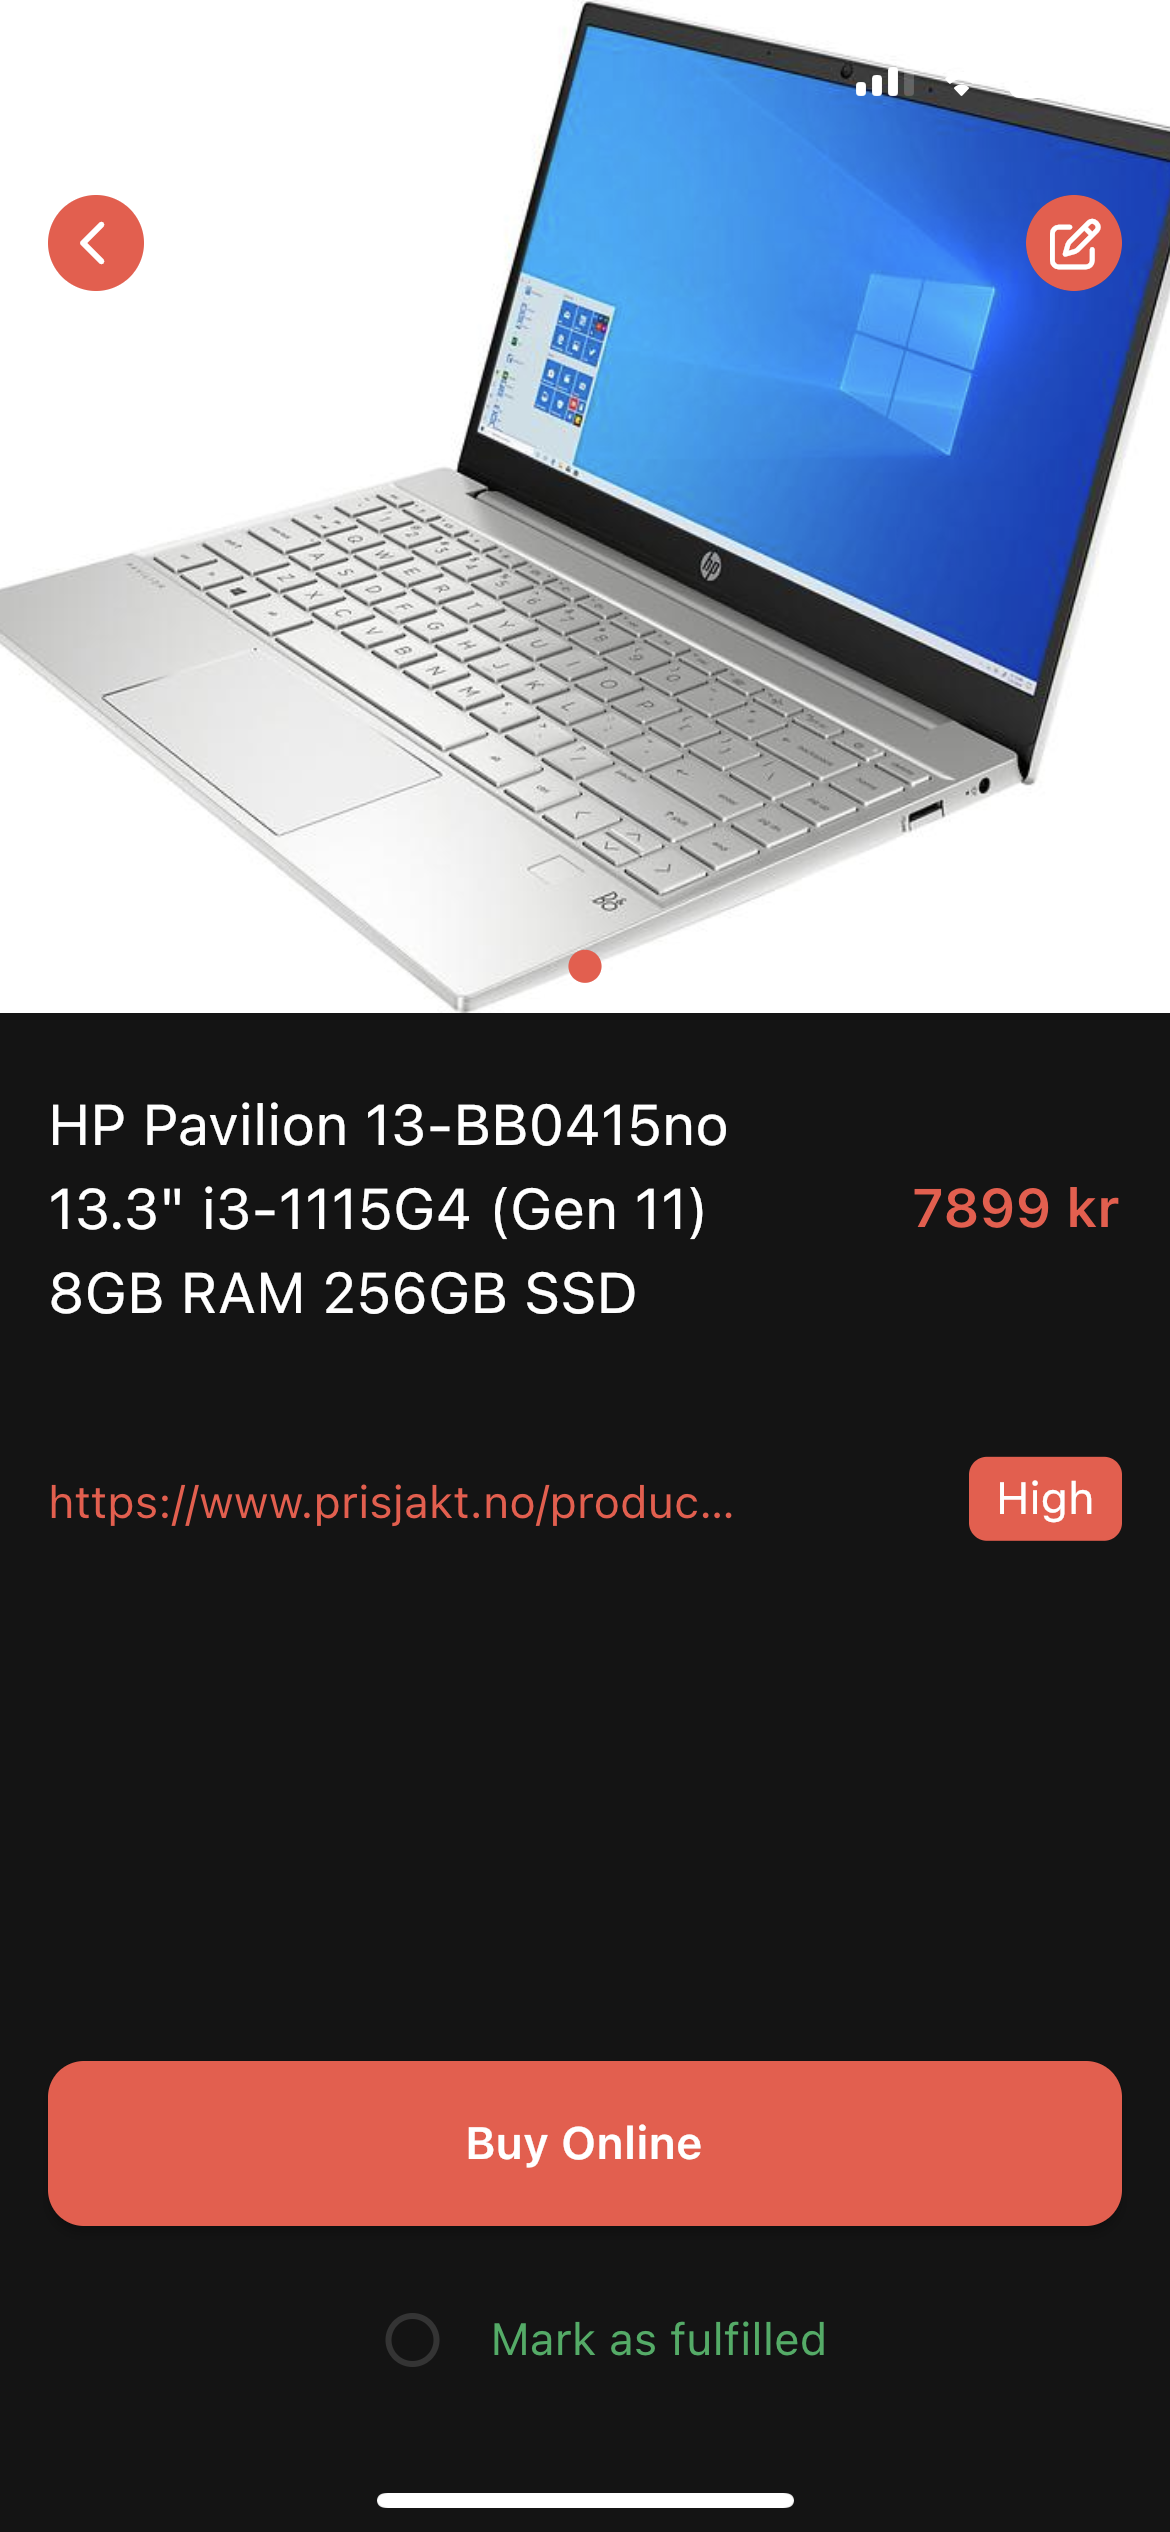 hp
B&O
HP Pavilion 13-BB0415no
13.3" i3-1115G4 (Gen 11)
8GB RAM 256GB SSD
7899 kr
https://www.prisjakt.no/produc...
High
Buy Online
Mark as fulfilled